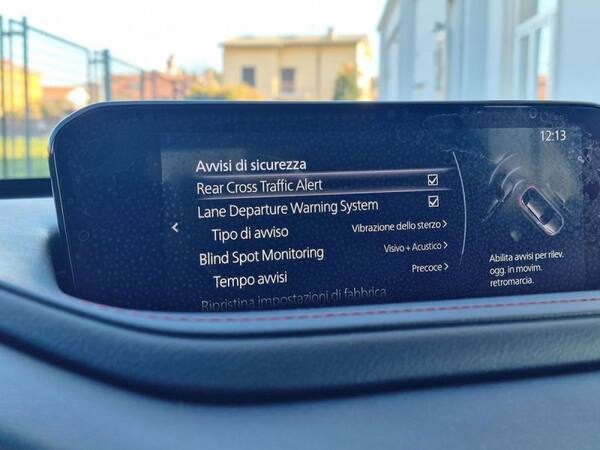 12:13
Avvisi di sicurezza
Rear Cross Traffic Alert
Lane Departure Warning System
Tipo di avviso Vibrazione dello sterzo
Blind Spot Monitoring Visivo + Acustico
Tempo avvisi Precoce
Ripristina impostazioni di fabbrica
Abilita avvisi per rilev.
ogg. in movim.
retromarcia.